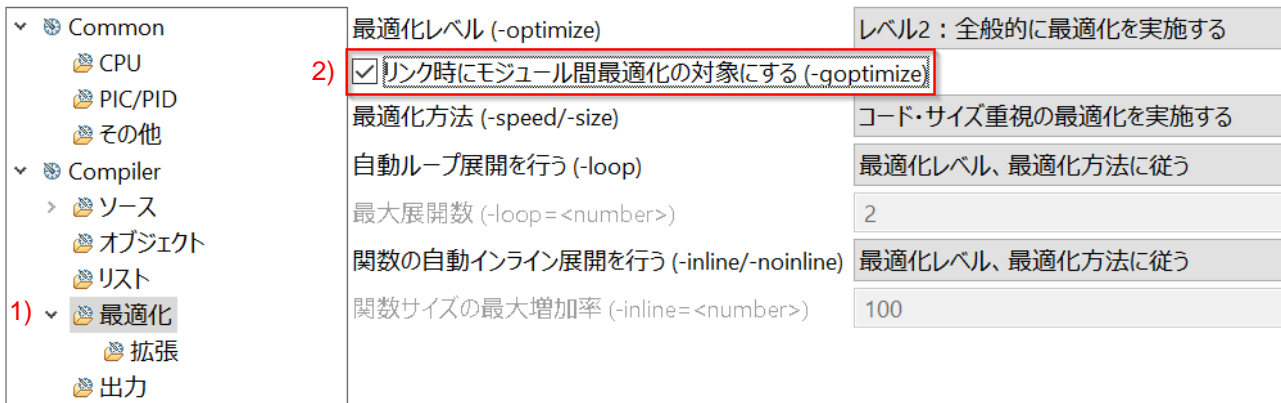 Common
CPU
PIC/PID
その他
Compiler
ソース
オブジェクト
リスト
1) 最適化
拡張
出力
最適化レベル (-optimize) レベル2：全般的に最適化を実施する
2) リンク時にモジュール間最適化の対象にする (-goptimize)
最適化方法 (-speed/-size) コード・サイズ重視の最適化を実施する
自動ループ展開を行う (-loop) 最適化レベル、最適化方法に従う
最大展開数 (-loop=<number>) 2
関数の自動インライン展開を行う (-inline/-noinline) 最適化レベル、最適化方法に従う
関数サイズの最大増加率 (-inline=<number>) 100